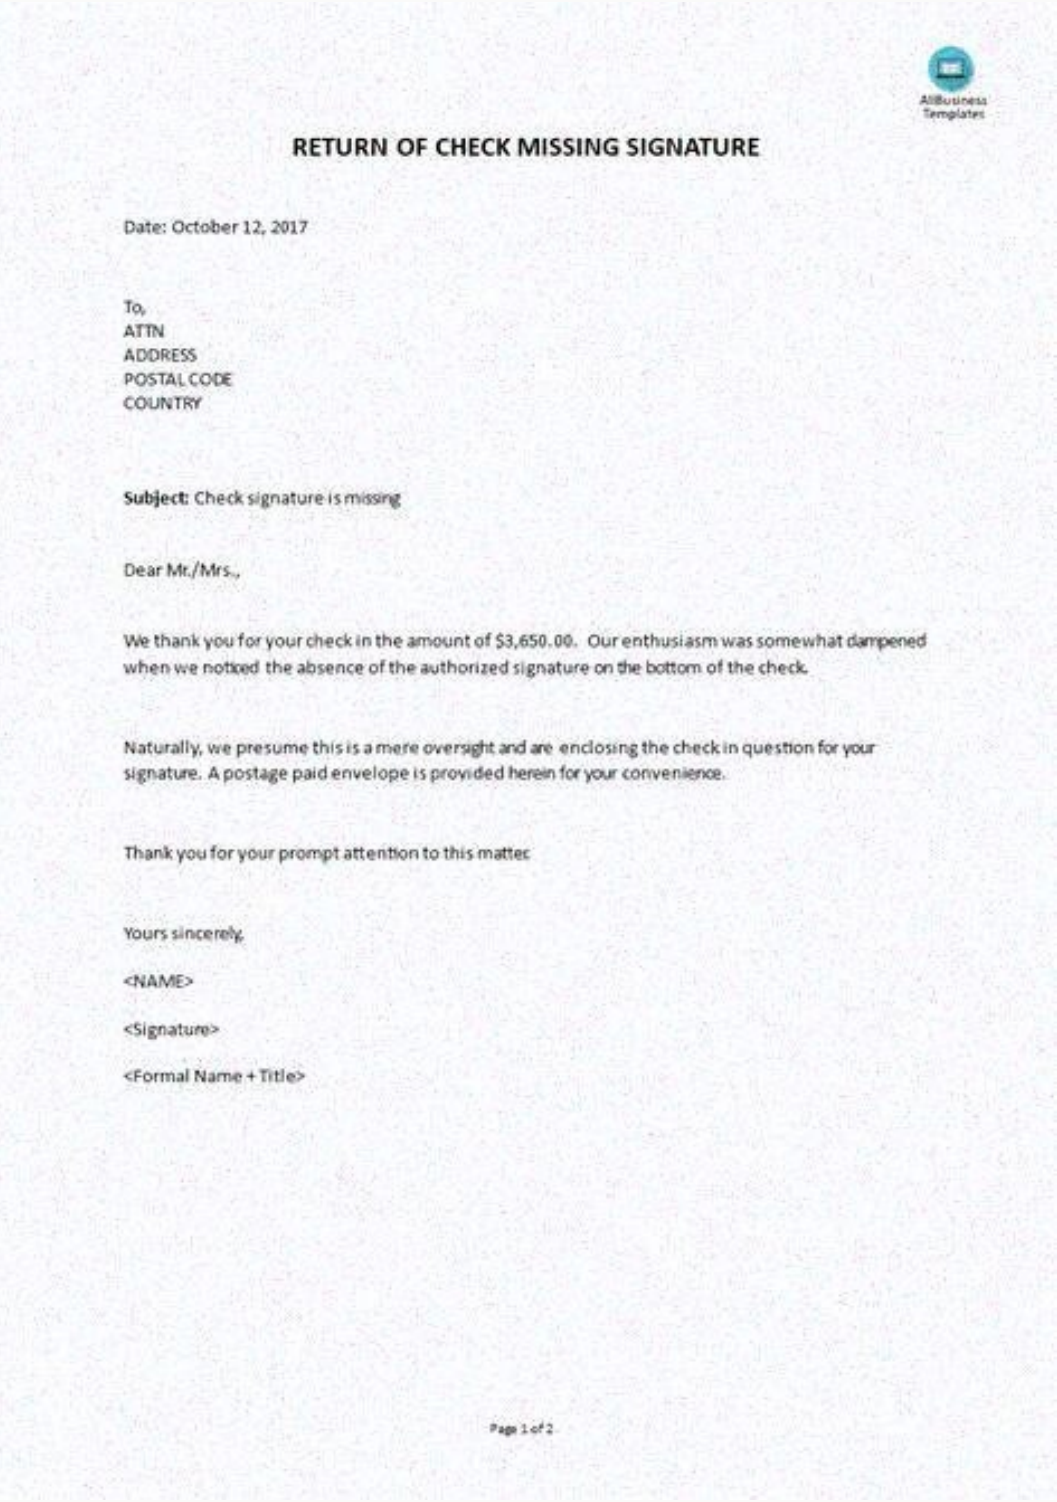 AllBusiness
Templates
RETURN OF CHECK MISSING SIGNATURE
Date: October 12, 2017
To,
ATTN
ADDRESS
POSTAL CODE
COUNTRY
Subject: Check signature is missing
Dear Mr./Mrs.,
We thank you for your check in the amount of $3,650.00. Our enthusiasm was somewhat dampened
when we noticed the absence of the authorized signature on the bottom of the check.
Naturally, we presume this is a mere oversight and are enclosing the check in question for your
signature. A postage paid envelope is provided herein for your convenience.
Thank you for your prompt attention to this matter.
Yours sincerely,
<NAME>
<Signature>
<Formal Name + Title>
Page 1 of 2